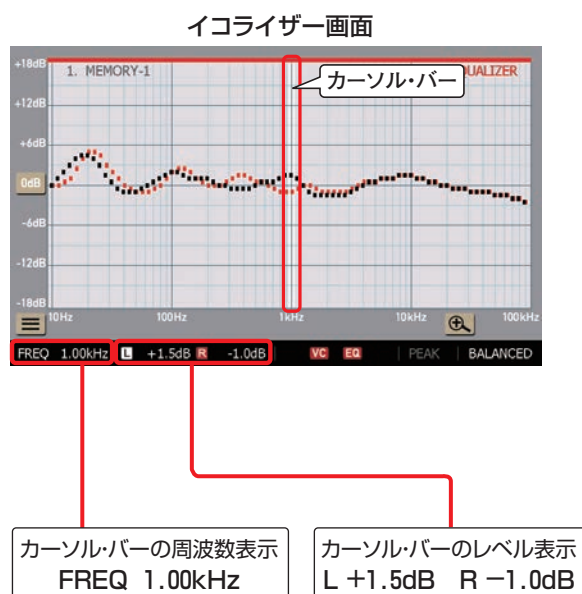 イコライザー画面
+18dB
1. MEMORY-1
カーソル・バー
UALIZER
+12dB
+6dB
0dB
-6dB
-12dB
-18dB
10Hz 100Hz 1kHz 10kHz 100kHz
FREQ 1.00kHz L +1.5dB R -1.0dB VC EQ PEAK BALANCED
カーソル・バーの周波数表示
FREQ 1.00kHz
カーソル・バーのレベル表示
L +1.5dB R −1.0dB